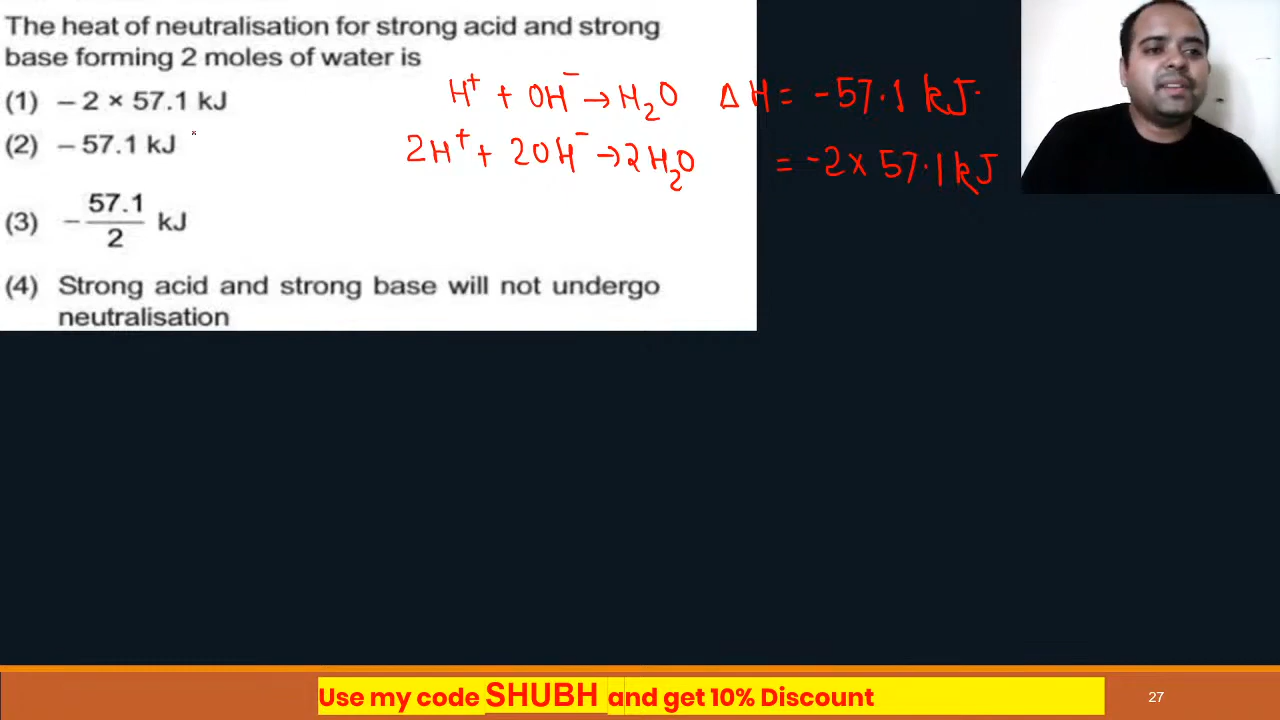 The heat of neutralisation for strong acid and strong
base forming 2 moles of water is
(1) – 2 × 57.1 kJ
(2) – 57.1 kJ
(3) – 57.1/2 kJ
(4) Strong acid and strong base will not undergo
neutralisation
H⁺ + OH⁻ → H₂O ΔH = -57.1 kJ.
2H⁺ + 2OH⁻ → 2H₂O = -2 × 57.1 kJ
Use my code SHUBH and get 10% Discount
27